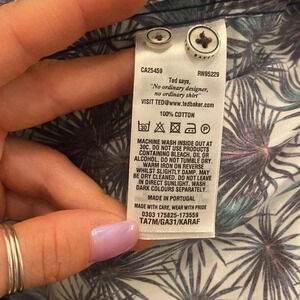 CA25459 RN95229
Ted says,
"No ordinary designer,
no ordinary shirt"
VISIT TED@www.tedbaker.com
100% COTTON
MACHINE WASH INSIDE OUT AT
30C. DO NOT USE PRODUCTS
CONTAINING BLEACH, OIL OR
ALCOHOL. DO NOT TUMBLE DRY.
WARM IRON ON REVERSE
WHILST SLIGHTLY DAMP. MAY
BE DRY CLEANED. DO NOT LEAVE
IN DIRECT SUNLIGHT. WASH
DARK COLOURS SEPARATELY.
MADE IN PORTUGAL
MADE WITH CARE, WEAR WITH PRIDE
0303 175825-173559
TA7M/GA31/KARAF